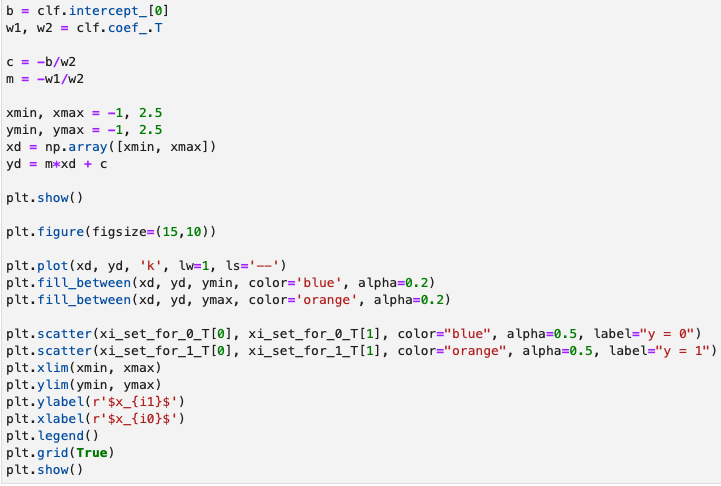 b = clf.intercept_[0]
w1, w2 = clf.coef_.T
c = -b/w2
m = -w1/w2
xmin, xmax = -1, 2.5
ymin, ymax = -1, 2.5
xd = np.array([xmin, xmax])
yd = m*xd + c
plt.show()
plt.figure(figsize=(15,10))
plt.plot(xd, yd, 'k', lw=1, ls='--')
plt.fill_between(xd, yd, ymin, color='blue', alpha=0.2)
plt.fill_between(xd, yd, ymax, color='orange', alpha=0.2)
plt.scatter(xi_set_for_0_T[0], xi_set_for_0_T[1], color="blue", alpha=0.5, label="y = 0")
plt.scatter(xi_set_for_1_T[0], xi_set_for_1_T[1], color="orange", alpha=0.5, label="y = 1")
plt.xlim(xmin, xmax)
plt.ylim(ymin, ymax)
plt.ylabel(r'$x_{i1}$')
plt.xlabel(r'$x_{i0}$')
plt.legend()
plt.grid(True)
plt.show()